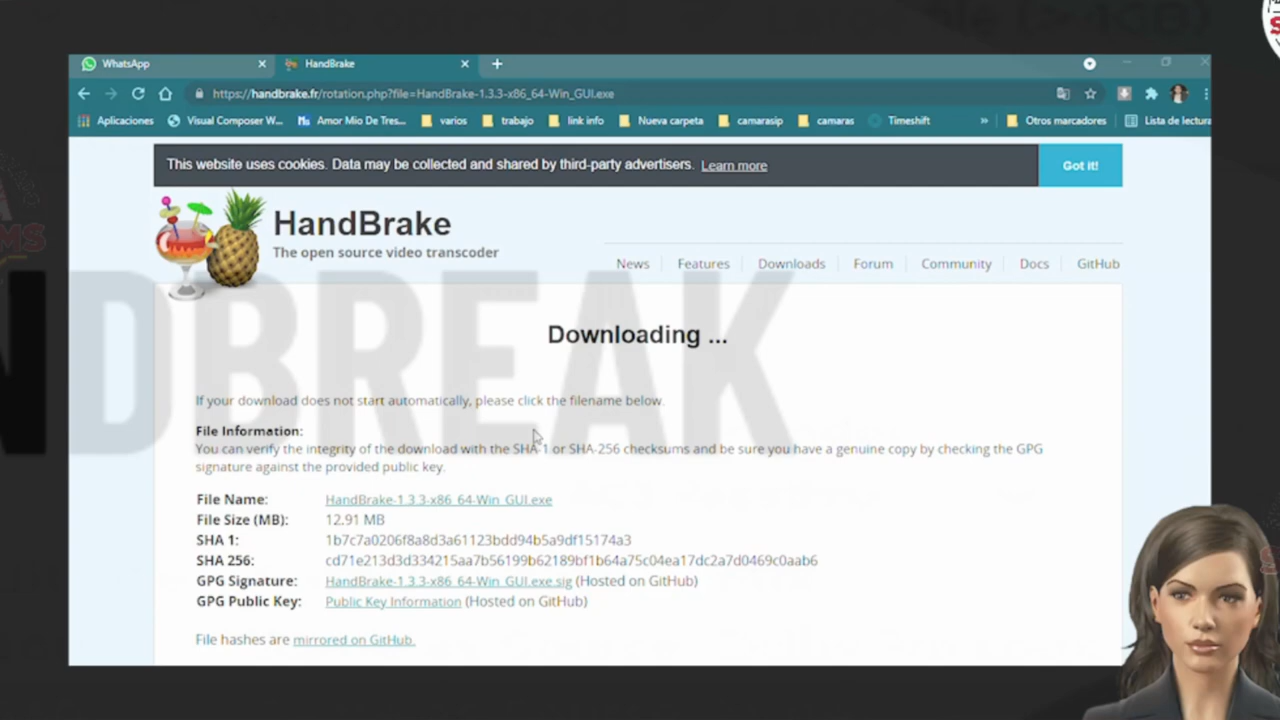 WhatsApp
HandBrake
https://handbrake.fr/rotation.php?file=HandBrake-1.3.3-x86_64-Win_GUI.exe
Aplicaciones Visual Composer W... Amor Mio De Tres... varios trabajo link info Nueva carpeta camarasip camaras Timeshift » Otros marcadores Lista de lectura
This website uses cookies. Data may be collected and shared by third-party advertisers. Learn more
Got it!
HandBrake
The open source video transcoder
News Features Downloads Forum Community Docs GitHub
NDBREAK
Downloading ...
If your download does not start automatically, please click the filename below.
File Information:
You can verify the integrity of the download with the SHA-1 or SHA-256 checksums and be sure you have a genuine copy by checking the GPG
signature against the provided public key.
File Name: HandBrake-1.3.3-x86_64-Win_GUI.exe
File Size (MB): 12.91 MB
SHA 1: 1b7c7a0206f8a8d3a61123bdd94b5a9df15174a3
SHA 256: cd71e213d3d334215aa7b56199b62189bf1b64a75c04ea17dc2a7d0469c0aab6
GPG Signature: HandBrake-1.3.3-x86_64-Win_GUI.exe.sig (Hosted on GitHub)
GPG Public Key: Public Key Information (Hosted on GitHub)
File hashes are mirrored on GitHub.